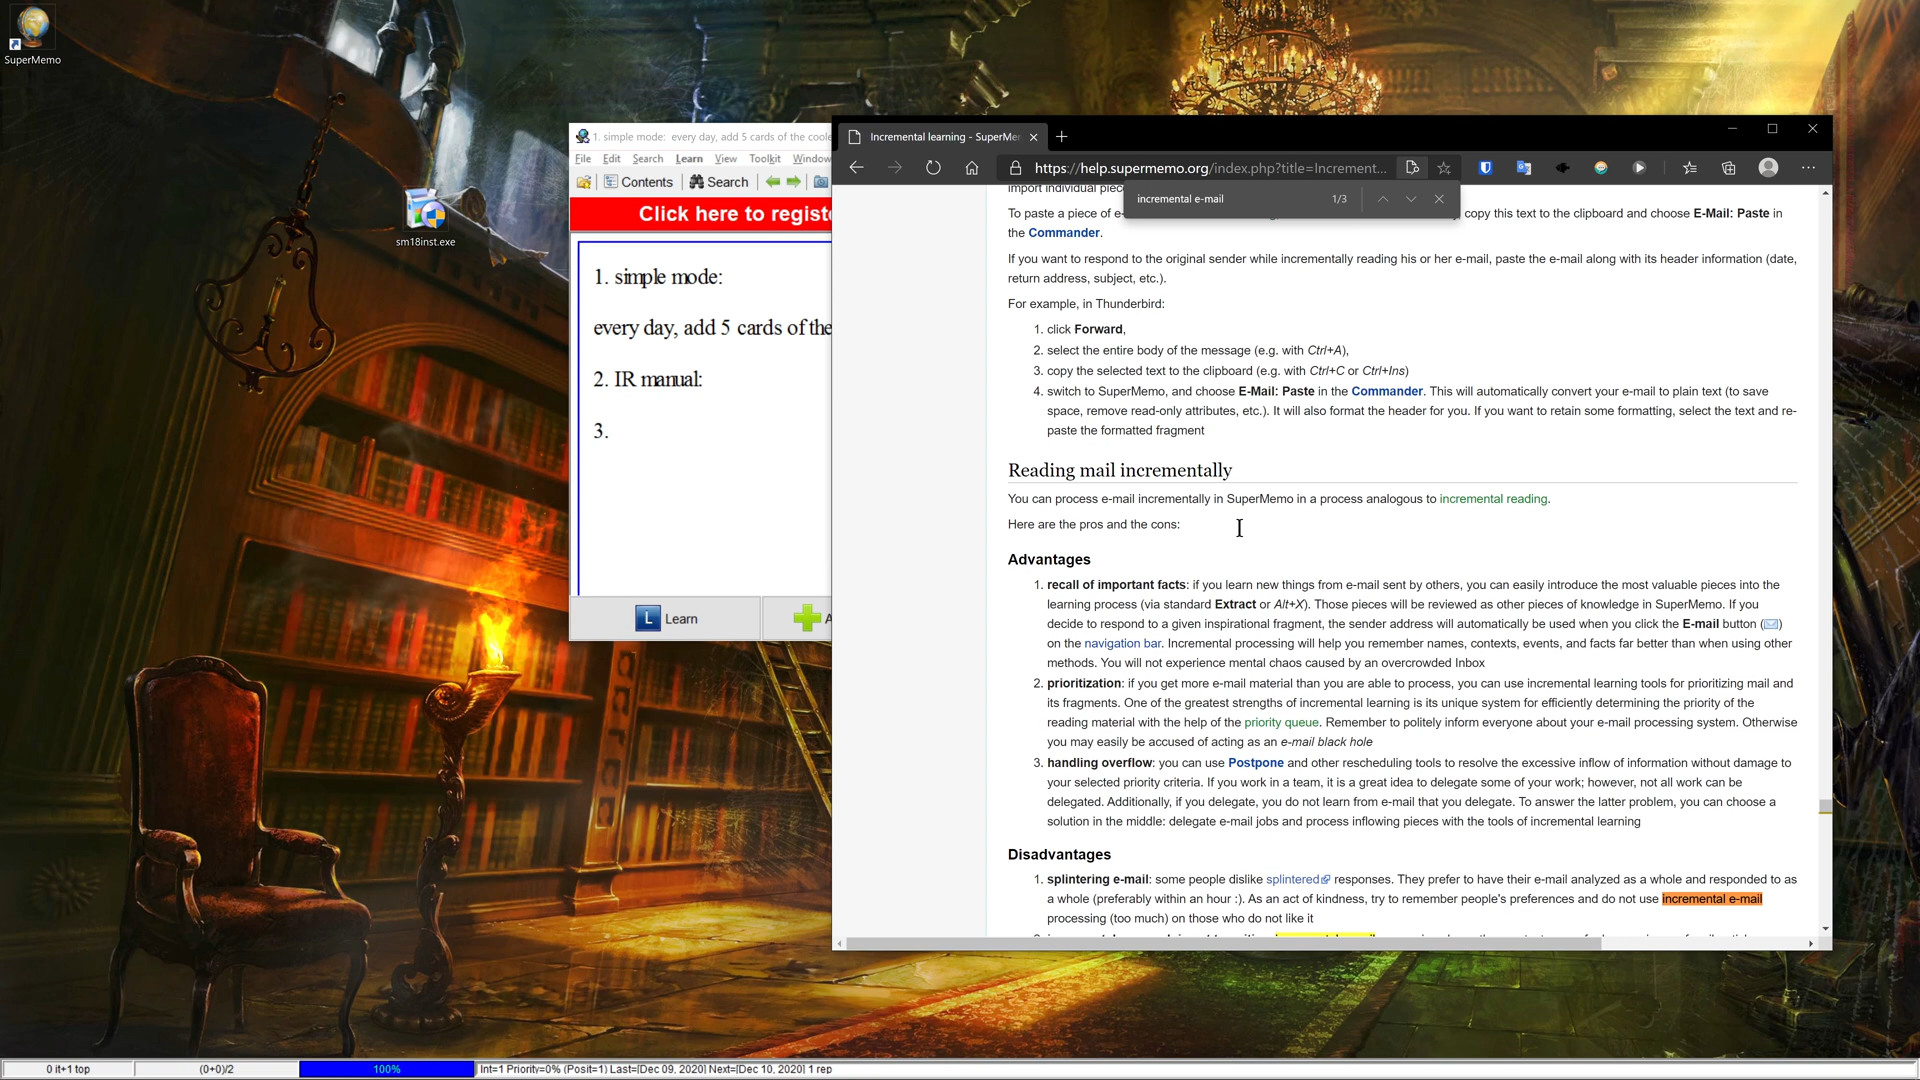 SuperMemo
sm18inst.exe
1. simple mode: every day, add 5 cards of the coole
File Edit Search Learn View Toolkit Window
Contents Search
Click here to registe
1. simple mode:
every day, add 5 cards of the
2. IR manual:
3.
L Learn A
Incremental learning - SuperMer
https://help.supermemo.org/index.php?title=Increment...
incremental e-mail 1/3
import individual piec
To paste a piece of e- copy this text to the clipboard and choose E-Mail: Paste in
the Commander.
If you want to respond to the original sender while incrementally reading his or her e-mail, paste the e-mail along with its header information (date,
return address, subject, etc.).
For example, in Thunderbird:
1. click Forward,
2. select the entire body of the message (e.g. with Ctrl+A),
3. copy the selected text to the clipboard (e.g. with Ctrl+C or Ctrl+Ins)
4. switch to SuperMemo, and choose E-Mail: Paste in the Commander. This will automatically convert your e-mail to plain text (to save
space, remove read-only attributes, etc.). It will also format the header for you. If you want to retain some formatting, select the text and re-
paste the formatted fragment
Reading mail incrementally
You can process e-mail incrementally in SuperMemo in a process analogous to incremental reading.
Here are the pros and the cons:
Advantages
1. recall of important facts: if you learn new things from e-mail sent by others, you can easily introduce the most valuable pieces into the
learning process (via standard Extract or Alt+X). Those pieces will be reviewed as other pieces of knowledge in SuperMemo. If you
decide to respond to a given inspirational fragment, the sender address will automatically be used when you click the E-mail button ( )
on the navigation bar. Incremental processing will help you remember names, contexts, events, and facts far better than when using other
methods. You will not experience mental chaos caused by an overcrowded Inbox
2. prioritization: if you get more e-mail material than you are able to process, you can use incremental learning tools for prioritizing mail and
its fragments. One of the greatest strengths of incremental learning is its unique system for efficiently determining the priority of the
reading material with the help of the priority queue. Remember to politely inform everyone about your e-mail processing system. Otherwise
you may easily be accused of acting as an e-mail black hole
3. handling overflow: you can use Postpone and other rescheduling tools to resolve the excessive inflow of information without damage to
your selected priority criteria. If you work in a team, it is a great idea to delegate some of your work; however, not all work can be
delegated. Additionally, if you delegate, you do not learn from e-mail that you delegate. To answer the latter problem, you can choose a
solution in the middle: delegate e-mail jobs and process inflowing pieces with the tools of incremental learning
Disadvantages
1. splintering e-mail: some people dislike splintered responses. They prefer to have their e-mail analyzed as a whole and responded to as
a whole (preferably within an hour :). As an act of kindness, try to remember people's preferences and do not use incremental e-mail
processing (too much) on those who do not like it
0 it+1 top (0+0)/2 100% Int=1 Priority=0% (Posit=1) Last=[Dec 09, 2020] Next=[Dec 10, 2020] 1 rep